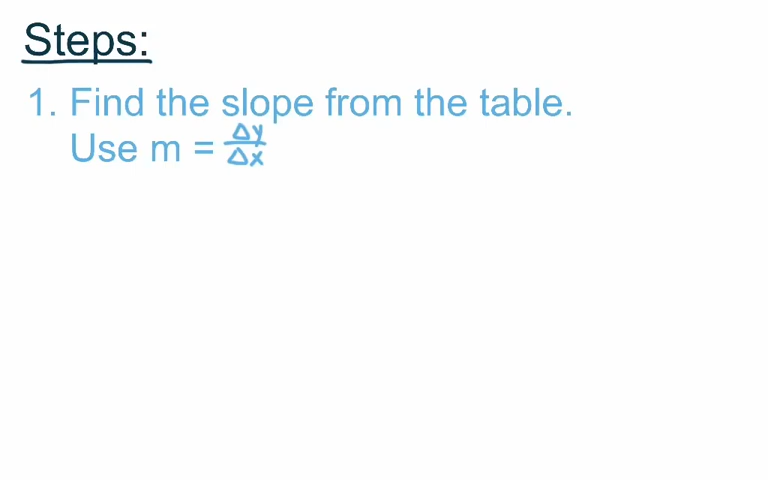 Steps:
1. Find the slope from the table.
Use m = Δy/Δx